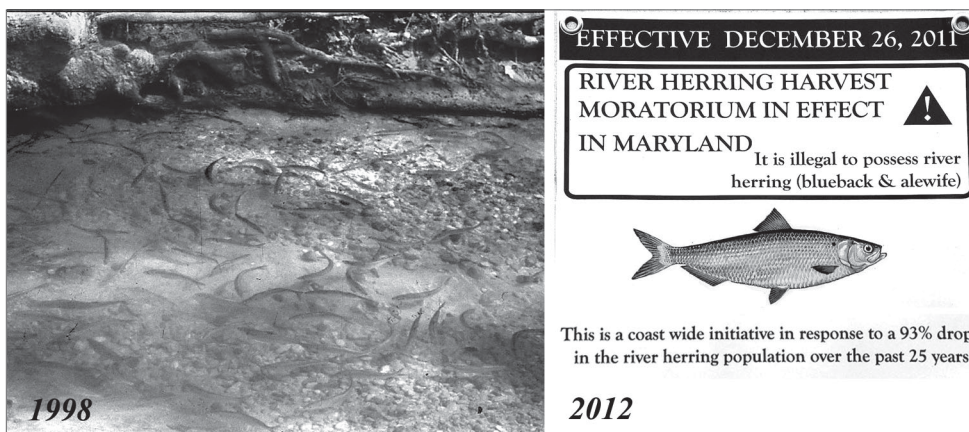 1998
EFFECTIVE DECEMBER 26, 2011
RIVER HERRING HARVEST
MORATORIUM IN EFFECT
IN MARYLAND
It is illegal to possess river
herring (blueback & alewife)
This is a coast wide initiative in response to a 93% drop
in the river herring population over the past 25 years
2012